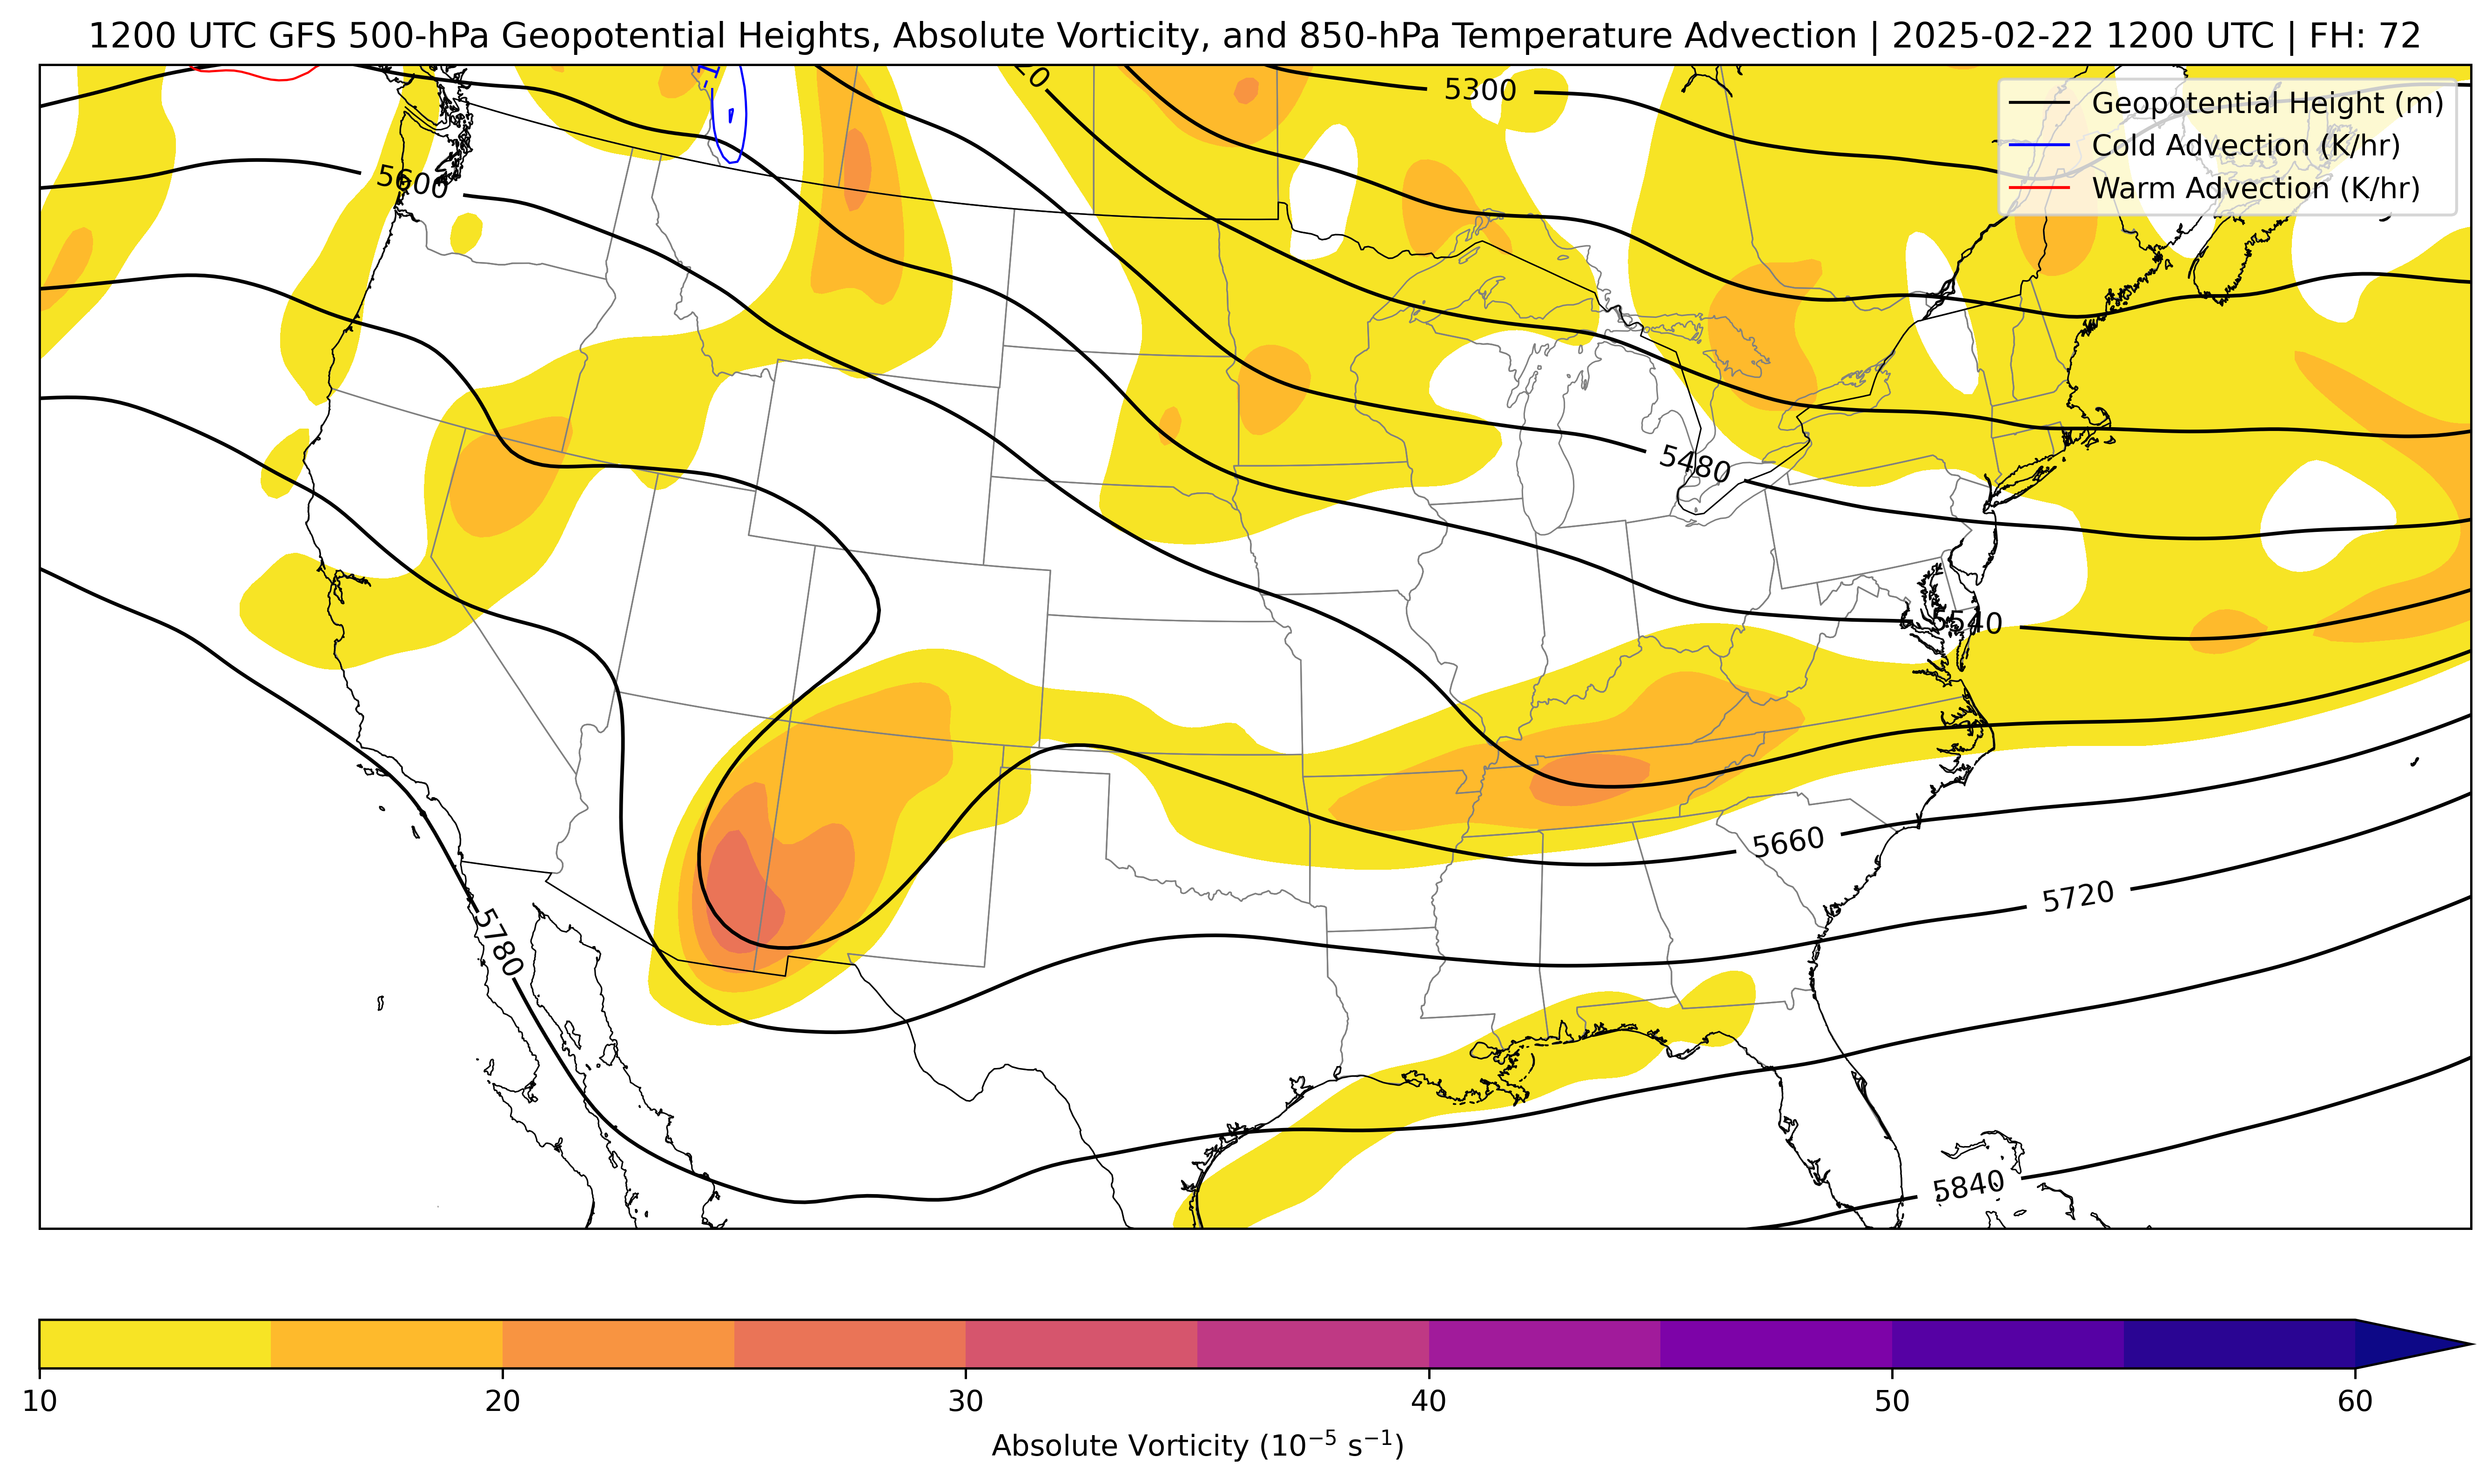 1200 UTC GFS 500-hPa Geopotential Heights, Absolute Vorticity, and 850-hPa Temperature Advection | 2025-02-22 1200 UTC | FH: 72
-1
20
5300
Geopotential Height (m)
Cold Advection (K/hr)
Warm Advection (K/hr)
5600
5480
5540
5660
5720
5780
5840
10 20 30 40 50 60
Absolute Vorticity (10⁻⁵ s⁻¹)